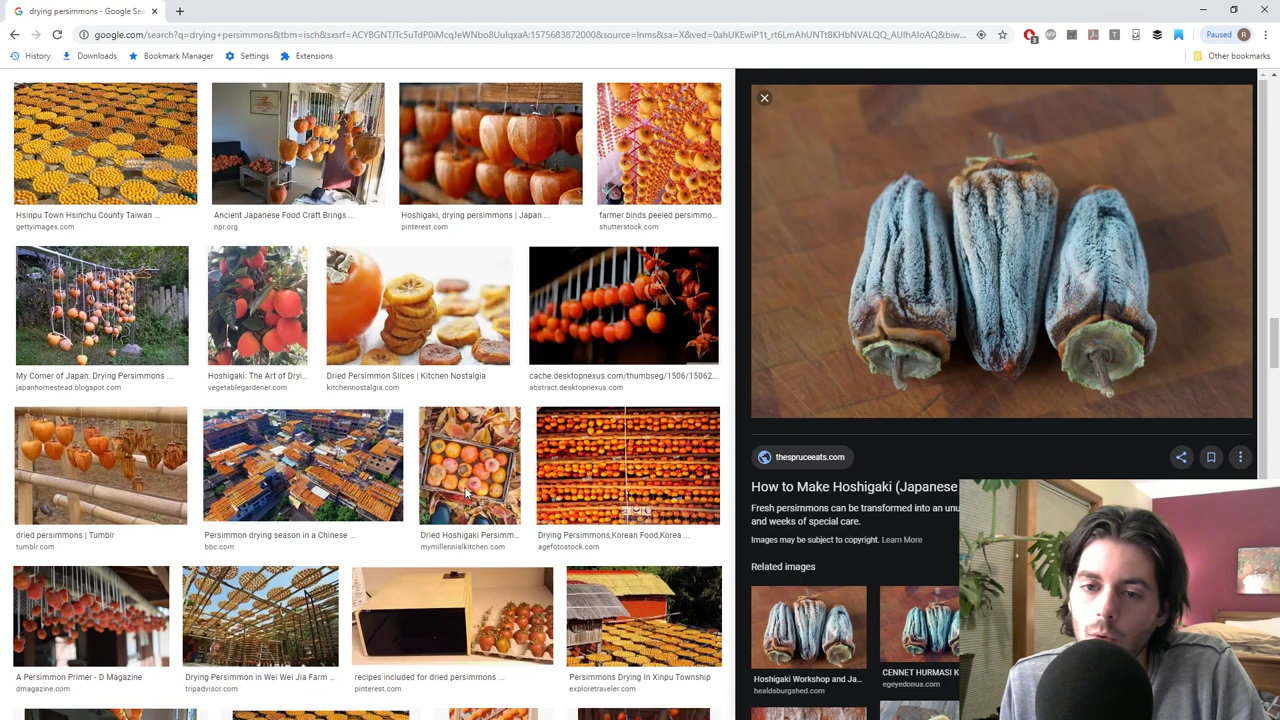 drying persimmons - Google Sea
google.com/search?q=drying+persimmons&tbm=isch&sxsrf=ACYBGNTJTc5uTdP0iMcqJeWNbo8UuIqxaA:1575683872000&source=lnms&sa=X&ved=0ahUKEwiP1t_rt6LmAhUNTt8KHbNVALQQ_AUIhAIoAQ&biw...
Paused
R
History
Downloads
Bookmark Manager
Settings
Extensions
Other bookmarks
Hsinpu Town Hsinchu County Taiwan ...
gettyimages.com
Ancient Japanese Food Craft Brings ...
npr.org
Hoshigaki, drying persimmons | Japan ...
pinterest.com
farmer binds peeled persimmo...
shutterstock.com
My Corner of Japan: Drying Persimmons ...
japanhomestead.blogspot.com
Hoshigaki: The Art of Dryi...
vegetablegardener.com
Dried Persimmon Slices | Kitchen Nostalgia
kitchennostalgia.com
cache.desktopnexus.com/thumbseg/1506/15062...
abstract.desktopnexus.com
dried persimmons | Tumblr
tumblr.com
Persimmon drying season in a Chinese ...
bbc.com
Dried Hoshigaki Persimm...
mymillennialkitchen.com
Drying Persimmons,Korean Food,Korea ...
agefotostock.com
A Persimmon Primer - D Magazine
dmagazine.com
Drying Persimmon in Wei Wei Jia Farm ...
tripadvisor.com
recipes included for dried persimmons ...
pinterest.com
Persimmons Drying In Xinpu Township
exploretraveler.com
thespruceeats.com
How to Make Hoshigaki (Japanese
Fresh persimmons can be transformed into an unu
and weeks of special care.
Images may be subject to copyright. Learn More
Related images
Hoshigaki Workshop and Ja...
healdsburgshed.com
CENNET HURMASI K
egeyedonus.com